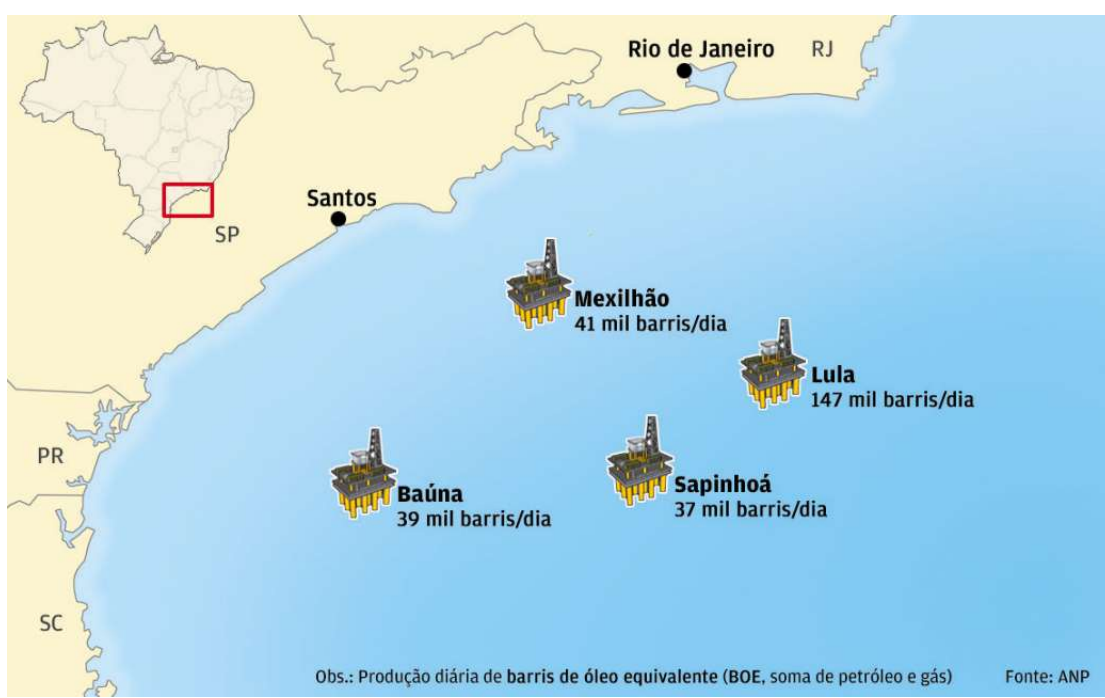 Rio de Janeiro
RJ
Santos
SP
Mexilhão
41 mil barris/dia
Lula
147 mil barris/dia
PR
Baúna
39 mil barris/dia
Sapinhoá
37 mil barris/dia
SC
Obs.: Produção diária de barris de óleo equivalente (BOE, soma de petróleo e gás) Fonte: ANP